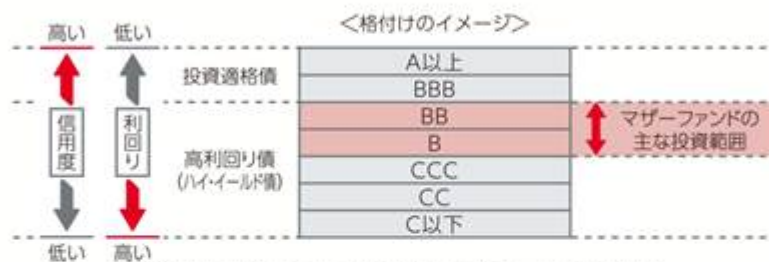 ＜格付けのイメージ＞
高い 低い
投資適格債
A以上
BBB
信用度
利回り
高利回り債
(ハイ・イールド債)
BB
B
CCC
CC
C以下
マザーファンドの
主な投資範囲
低い 高い